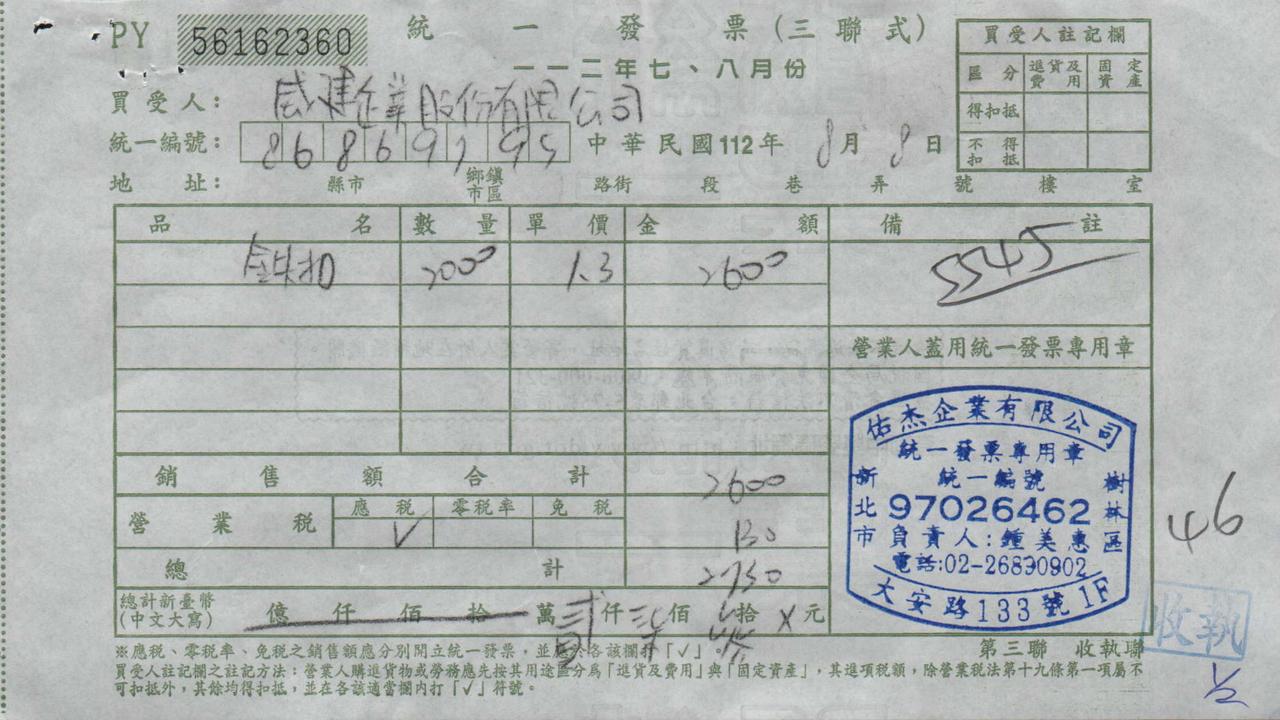 PY 56162360 統一發票(三聯式)
一一二年七、八月份
買受人註記欄
區分 進貨及費用 固定資產
得扣抵
不得扣抵
買受人: 威建企業股份有限公司
統一編號: 86869795 中華民國112年8月8日
地址: 縣市 鄉鎮市區 路街 段 巷 弄 號 樓 室
品名 數量 單價 金額 備註
2000 1.3 2600 5545
營業人蓋用統一發票專用章
銷售額合計 2600
營業稅 應稅 零稅率 免稅
V 130
總計 2730
總計新臺幣(中文大寫) 億 仟 佰 拾 萬 貳仟 柒佰 拾 X元
佑杰企業有限公司
統一發票專用章
統一編號
97026462
新北市 樹林區
負責人:鍾美惠
電話:02-26830902
大安路133號1F
46
收執
1/2
※應稅、零稅率、免稅之銷售額應分別開立統一發票,並應於各該欄打「✓」。
第三聯 收執聯
買受人註記欄之註記方法:營業人購進貨物或勞務應先按其用途區分為「進貨及費用」與「固定資產」,其進項稅額,除營業稅法第十九條第一項屬不
可扣抵外,其餘均得扣抵,並在各該適當欄內打「✓」符號。